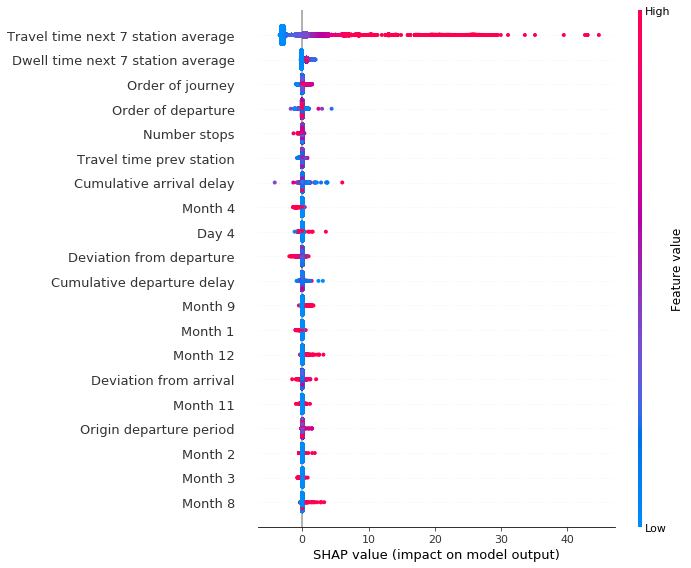 High
Travel time next 7 station average
Dwell time next 7 station average
Order of journey
Order of departure
Number stops
Travel time prev station
Cumulative arrival delay
Month 4
Day 4
Deviation from departure
Cumulative departure delay
Month 9
Month 1
Month 12
Deviation from arrival
Month 11
Origin departure period
Month 2
Month 3
Month 8
Feature value
Low
0 10 20 30 40
SHAP value (impact on model output)